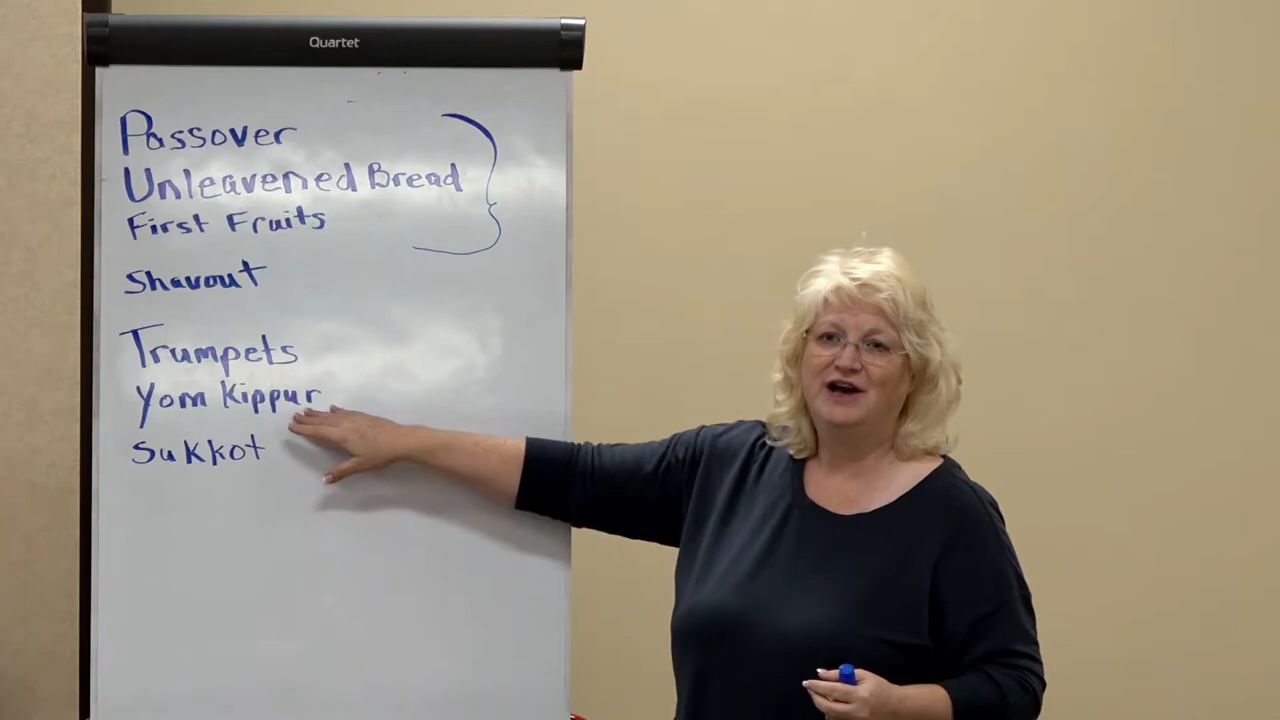 Quartet
Passover
Unleavened Bread
First Fruits
Shavout
Trumpets
Yom Kippur
Sukkot